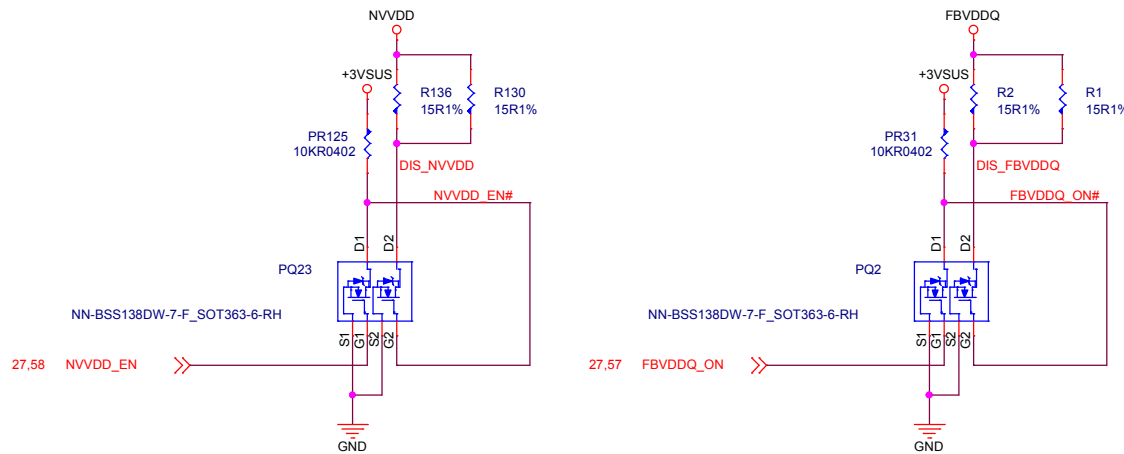 NVVDD
+3VSUS
R136
15R1%
R130
15R1%
PR125
10KR0402
DIS_NVVDD
NVVDD_EN#
D1
D2
PQ23
NN-BSS138DW-7-F_SOT363-6-RH
S1
G1
S2
G2
27,58 NVVDD_EN
GND
FBVDDQ
+3VSUS
R2
15R1%
R1
15R1%
PR31
10KR0402
DIS_FBVDDQ
FBVDDQ_ON#
D1
D2
PQ2
NN-BSS138DW-7-F_SOT363-6-RH
S1
G1
S2
G2
27,57 FBVDDQ_ON
GND